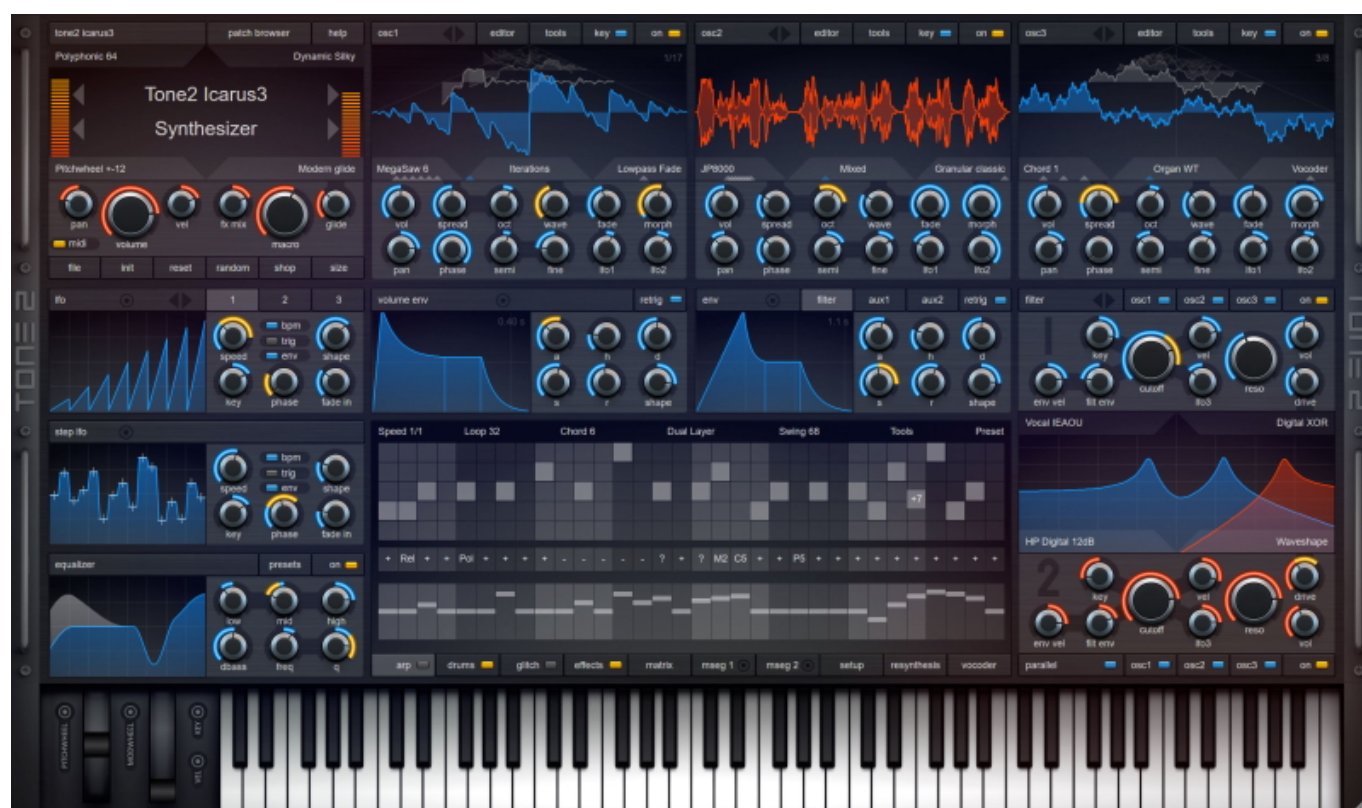 tone2 Icarus3 patch browser help
Polyphonic 64 Dynamic Silky
Tone2 Icarus3
Synthesizer
Pitchwheel +-12 Modern glide
pan volume vel fx mix macro glide
midi
file init reset random shop size
osc1 editor tools key on
1/17
MegaSaw 6 Iterations Lowpass Fade
vol spread oct wave fade morph
pan phase semi fine lfo1 lfo2
osc2 editor tools key on
JP8000 Mixed Granular classic
vol spread oct wave fade morph
pan phase semi fine lfo1 lfo2
osc3 editor tools key on
3/8
Chord 1 Organ WT Vocoder
vol spread oct wave fade morph
pan phase semi fine lfo1 lfo2
TONE2
lfo 1 2 3
speed bpm shape
trig
env
key phase fade in
volume env retrig
0.40 s
a h d
s r shape
env filter aux1 aux2 retrig
1.1 s
a h d
s r shape
filter osc1 osc2 osc3 on
1
key cutoff vel reso vol
env vel filt env lfo3 drive
Vocal IEAOU Digital XOR
HP Digital 12dB Waveshape
2
key cutoff vel reso drive
env vel filt env lfo3 vol
parallel osc1 osc2 osc3 on
step lfo
speed bpm shape
trig
env
key phase fade in
equalizer presets on
low mid high
dbass freq q
Speed 1/1 Loop 32 Chord 6 Dual Layer Swing 68 Tools Preset
+7
+ Rel + + Pol + + + + - - - - - ? + ? M2 C5 + + P5 + + + + + + + + + +
arp drums glitch effects matrix mseg 1 mseg 2 setup resynthesis vocoder
PITCHWHEEL
MODWHEEL
KEY
VEL
TONE2